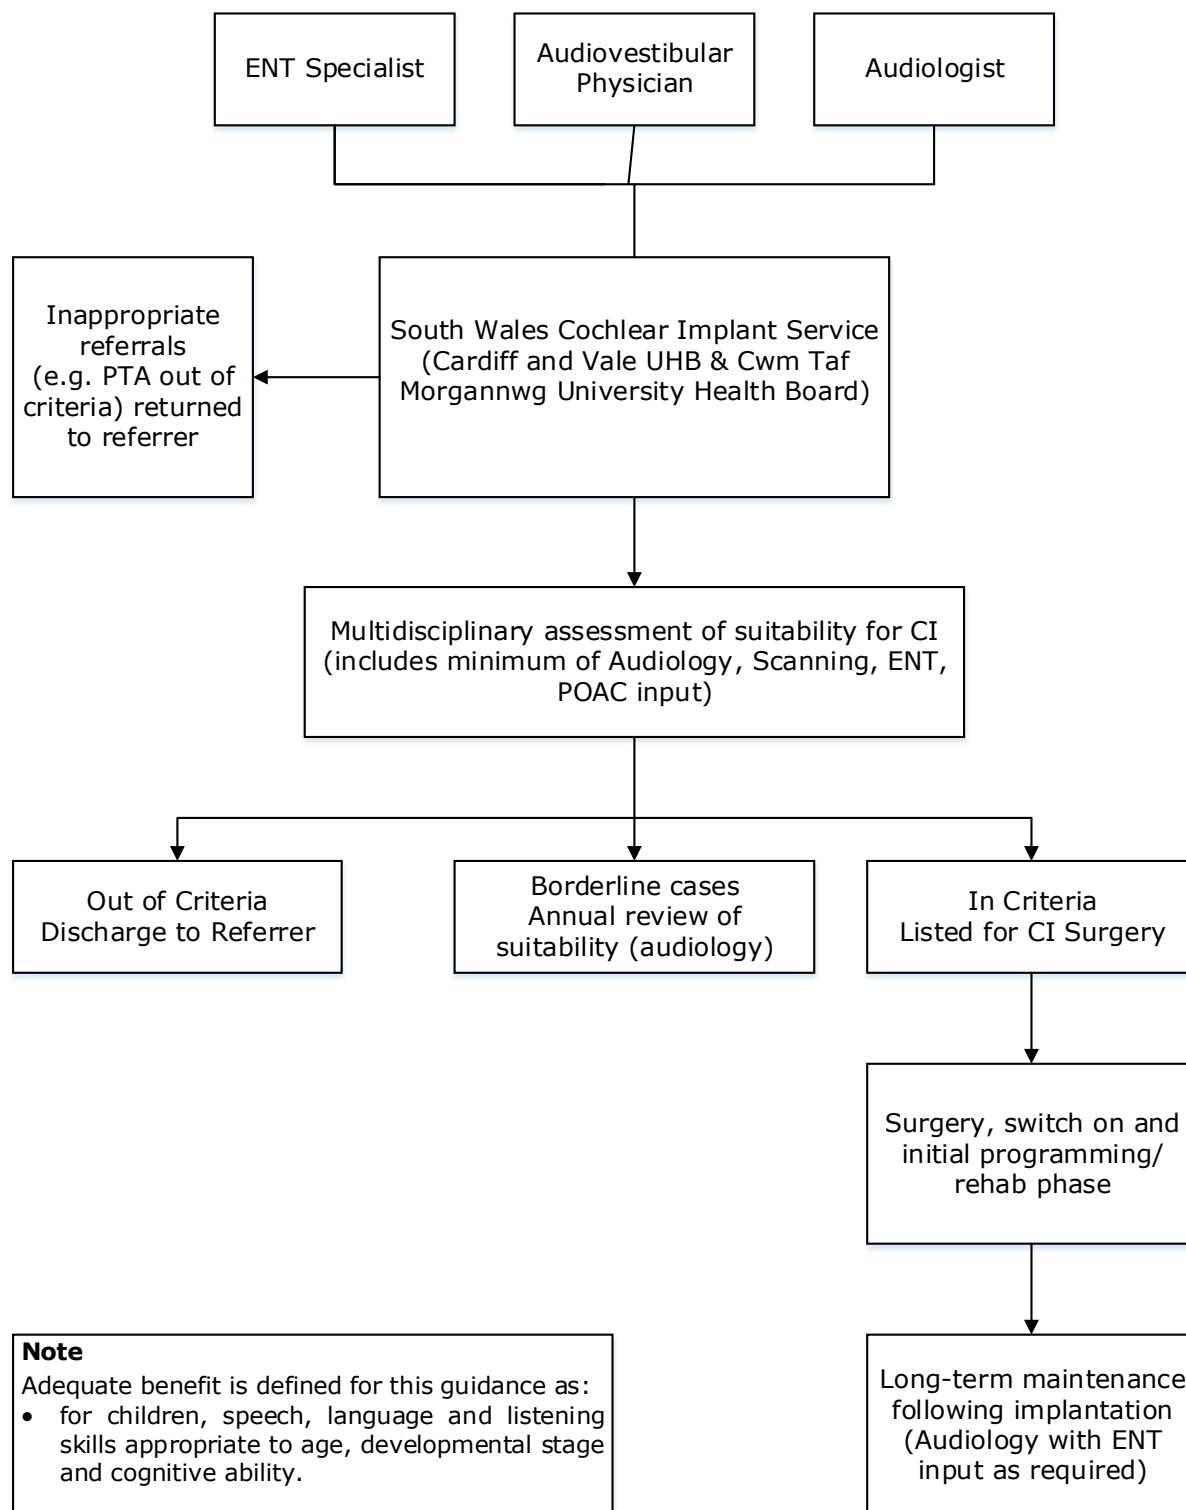 ENT Specialist
Audiovestibular
Physician
Audiologist
Inappropriate
referrals
(e.g. PTA out of
criteria) returned
to referrer
South Wales Cochlear Implant Service
(Cardiff and Vale UHB & Cwm Taf
Morgannwg University Health Board)
Multidisciplinary assessment of suitability for CI
(includes minimum of Audiology, Scanning, ENT,
POAC input)
Out of Criteria
Discharge to Referrer
Borderline cases
Annual review of
suitability (audiology)
In Criteria
Listed for CI Surgery
Surgery, switch on and
initial programming/
rehab phase
Note
Adequate benefit is defined for this guidance as:
• for children, speech, language and listening
skills appropriate to age, developmental stage
and cognitive ability.
Long-term maintenance
following implantation
(Audiology with ENT
input as required)